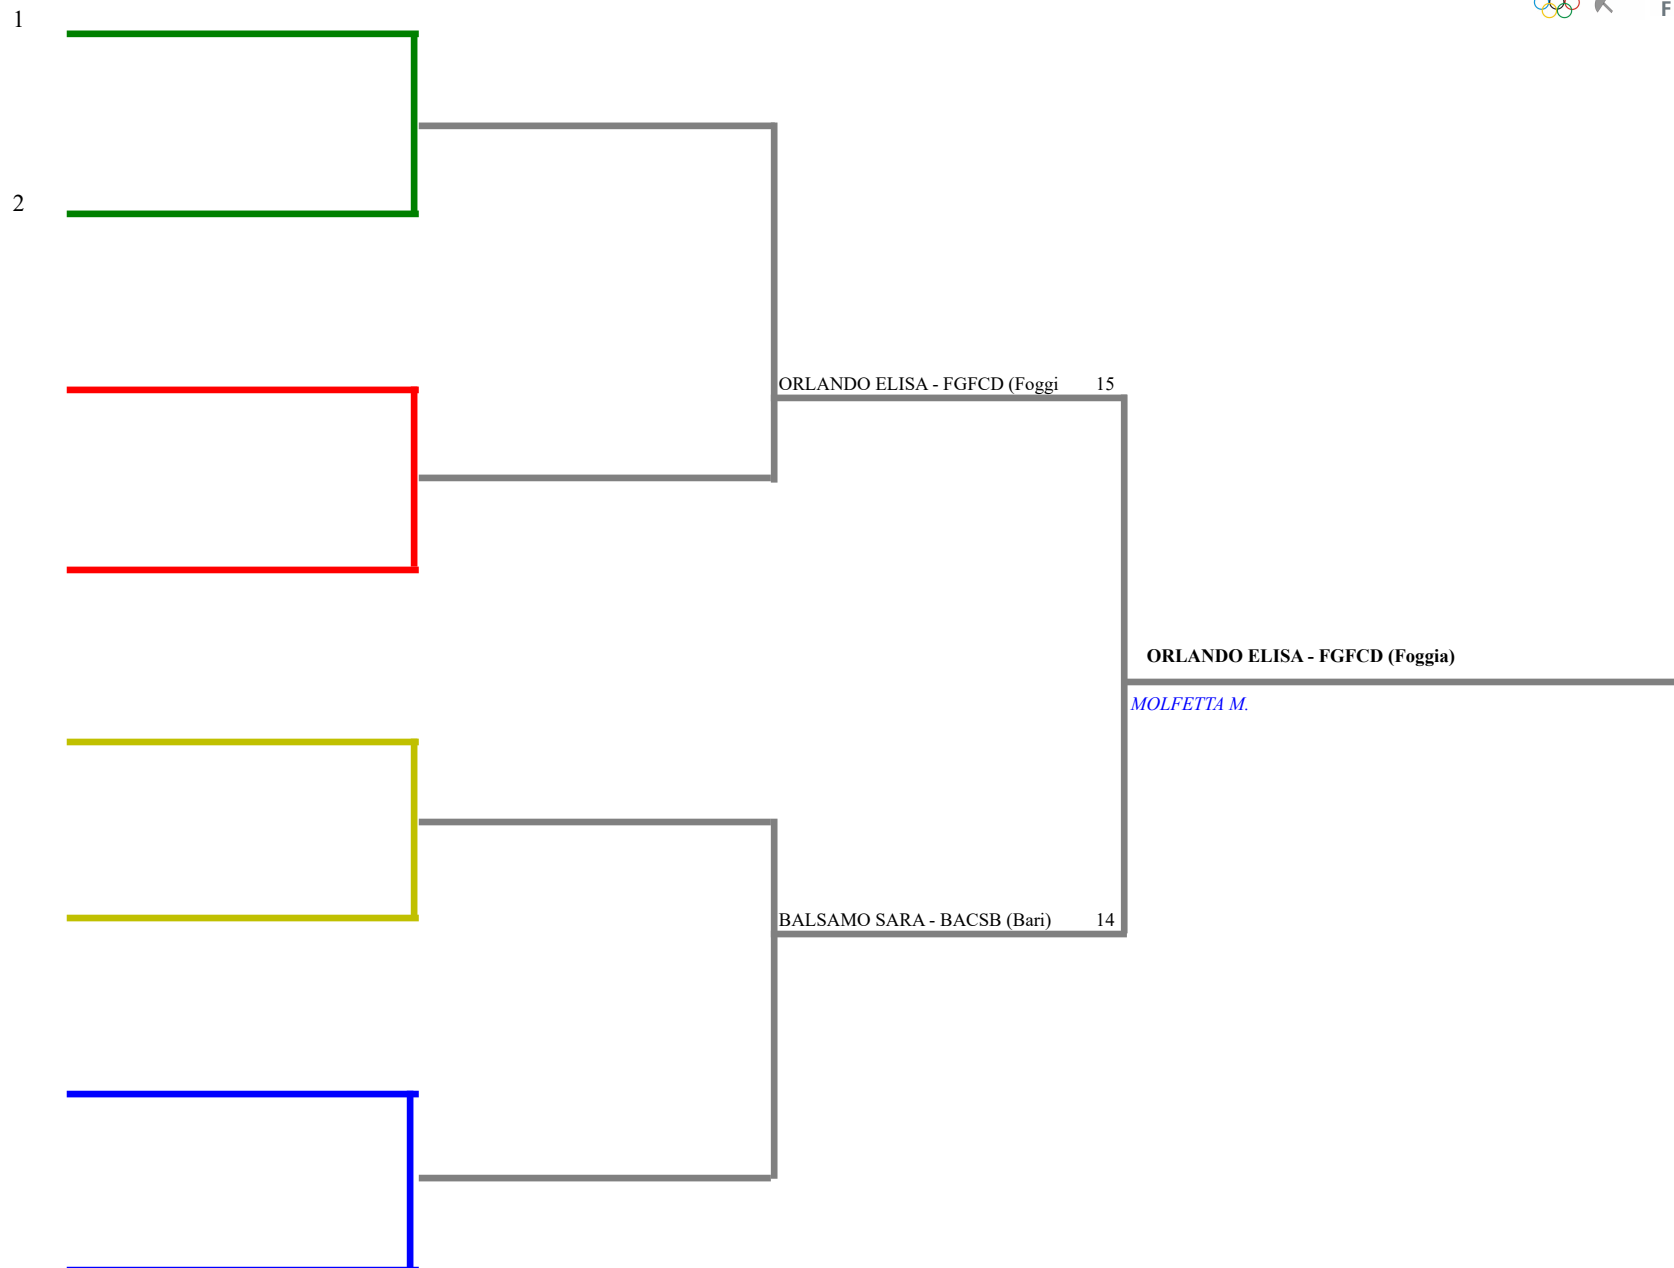 1
F
2
ORLANDO ELISA - FGFCD (Foggi 15
ORLANDO ELISA - FGFCD (Foggia)
MOLFETTA M.
BALSAMO SARA - BACSB (Bari) 14